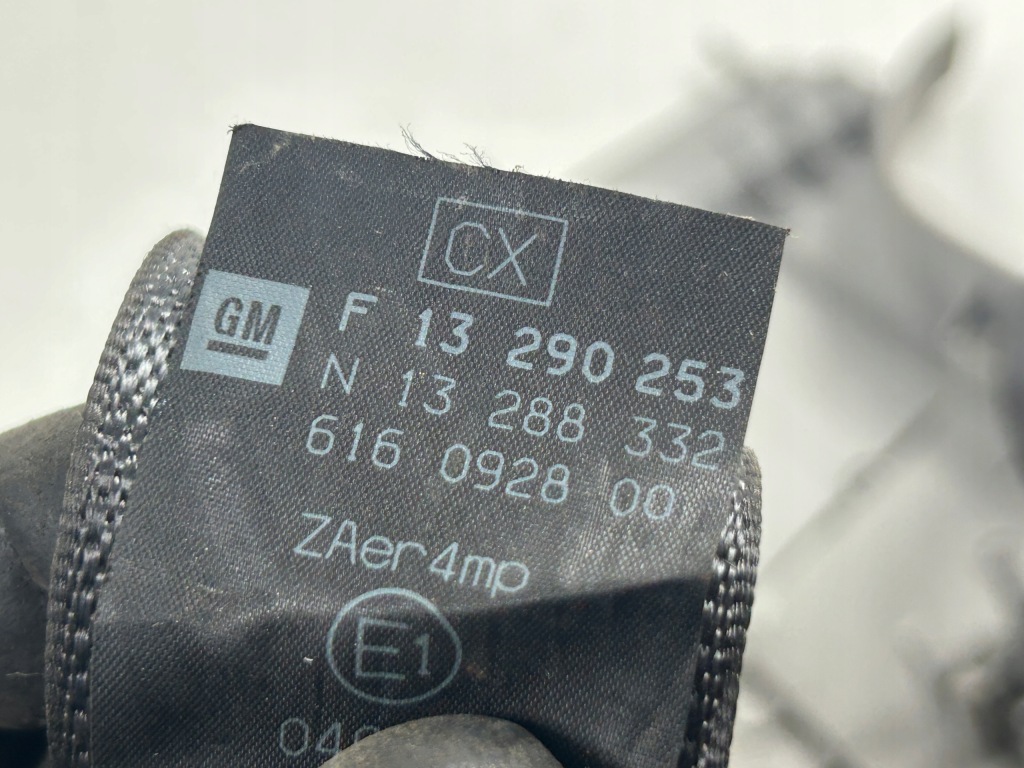 CX
GM
F 13 290 253
N 13 288 332
616 0928 00
ZAer4mp
E1